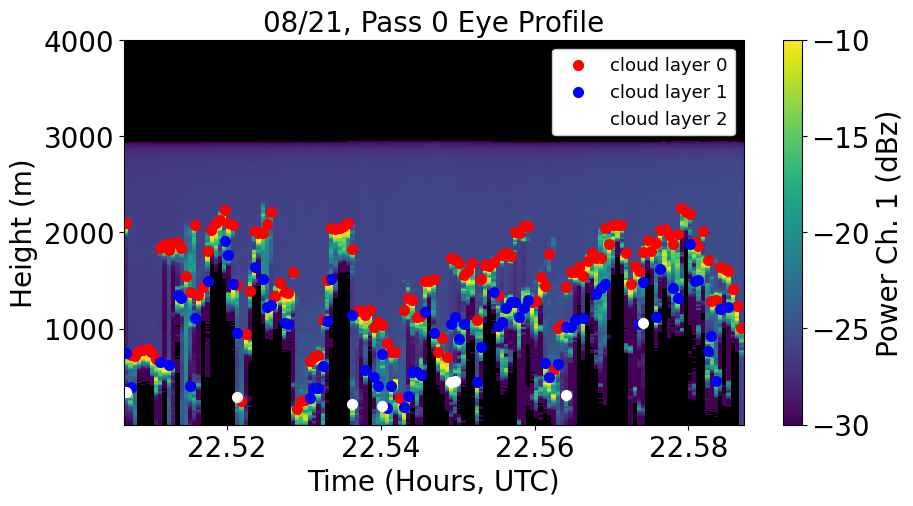 08/21, Pass 0 Eye Profile
4000
3000
2000
1000
Height (m)
cloud layer 0
cloud layer 1
cloud layer 2
22.52
22.54
22.56
22.58
Time (Hours, UTC)
−10
−15
−20
−25
−30
Power Ch. 1 (dBz)